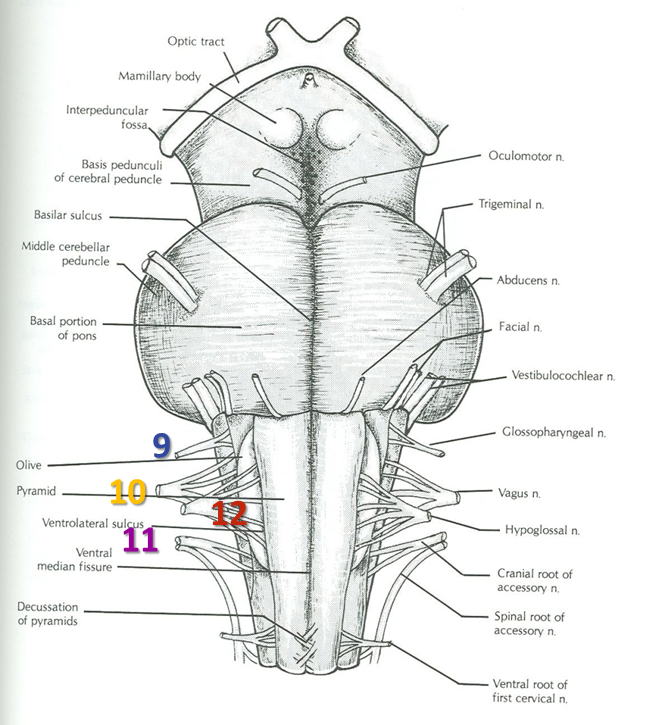 Optic tract
Mamillary body
Interpeduncular
fossa
Basis pedunculi
of cerebral peduncle
Basilar sulcus
Middle cerebellar
peduncle
Basal portion
of pons
9
Olive
Pyramid
10
12
Ventrolateral sulcus
11
Ventral
median fissure
Decussation
of pyramids
Oculomotor n.
Trigeminal n.
Abducens n.
Facial n.
Vestibulocochlear n.
Glossopharyngeal n.
Vagus n.
Hypoglossal n.
Cranial root of
accessory n.
Spinal root of
accessory n.
Ventral root of
first cervical n.